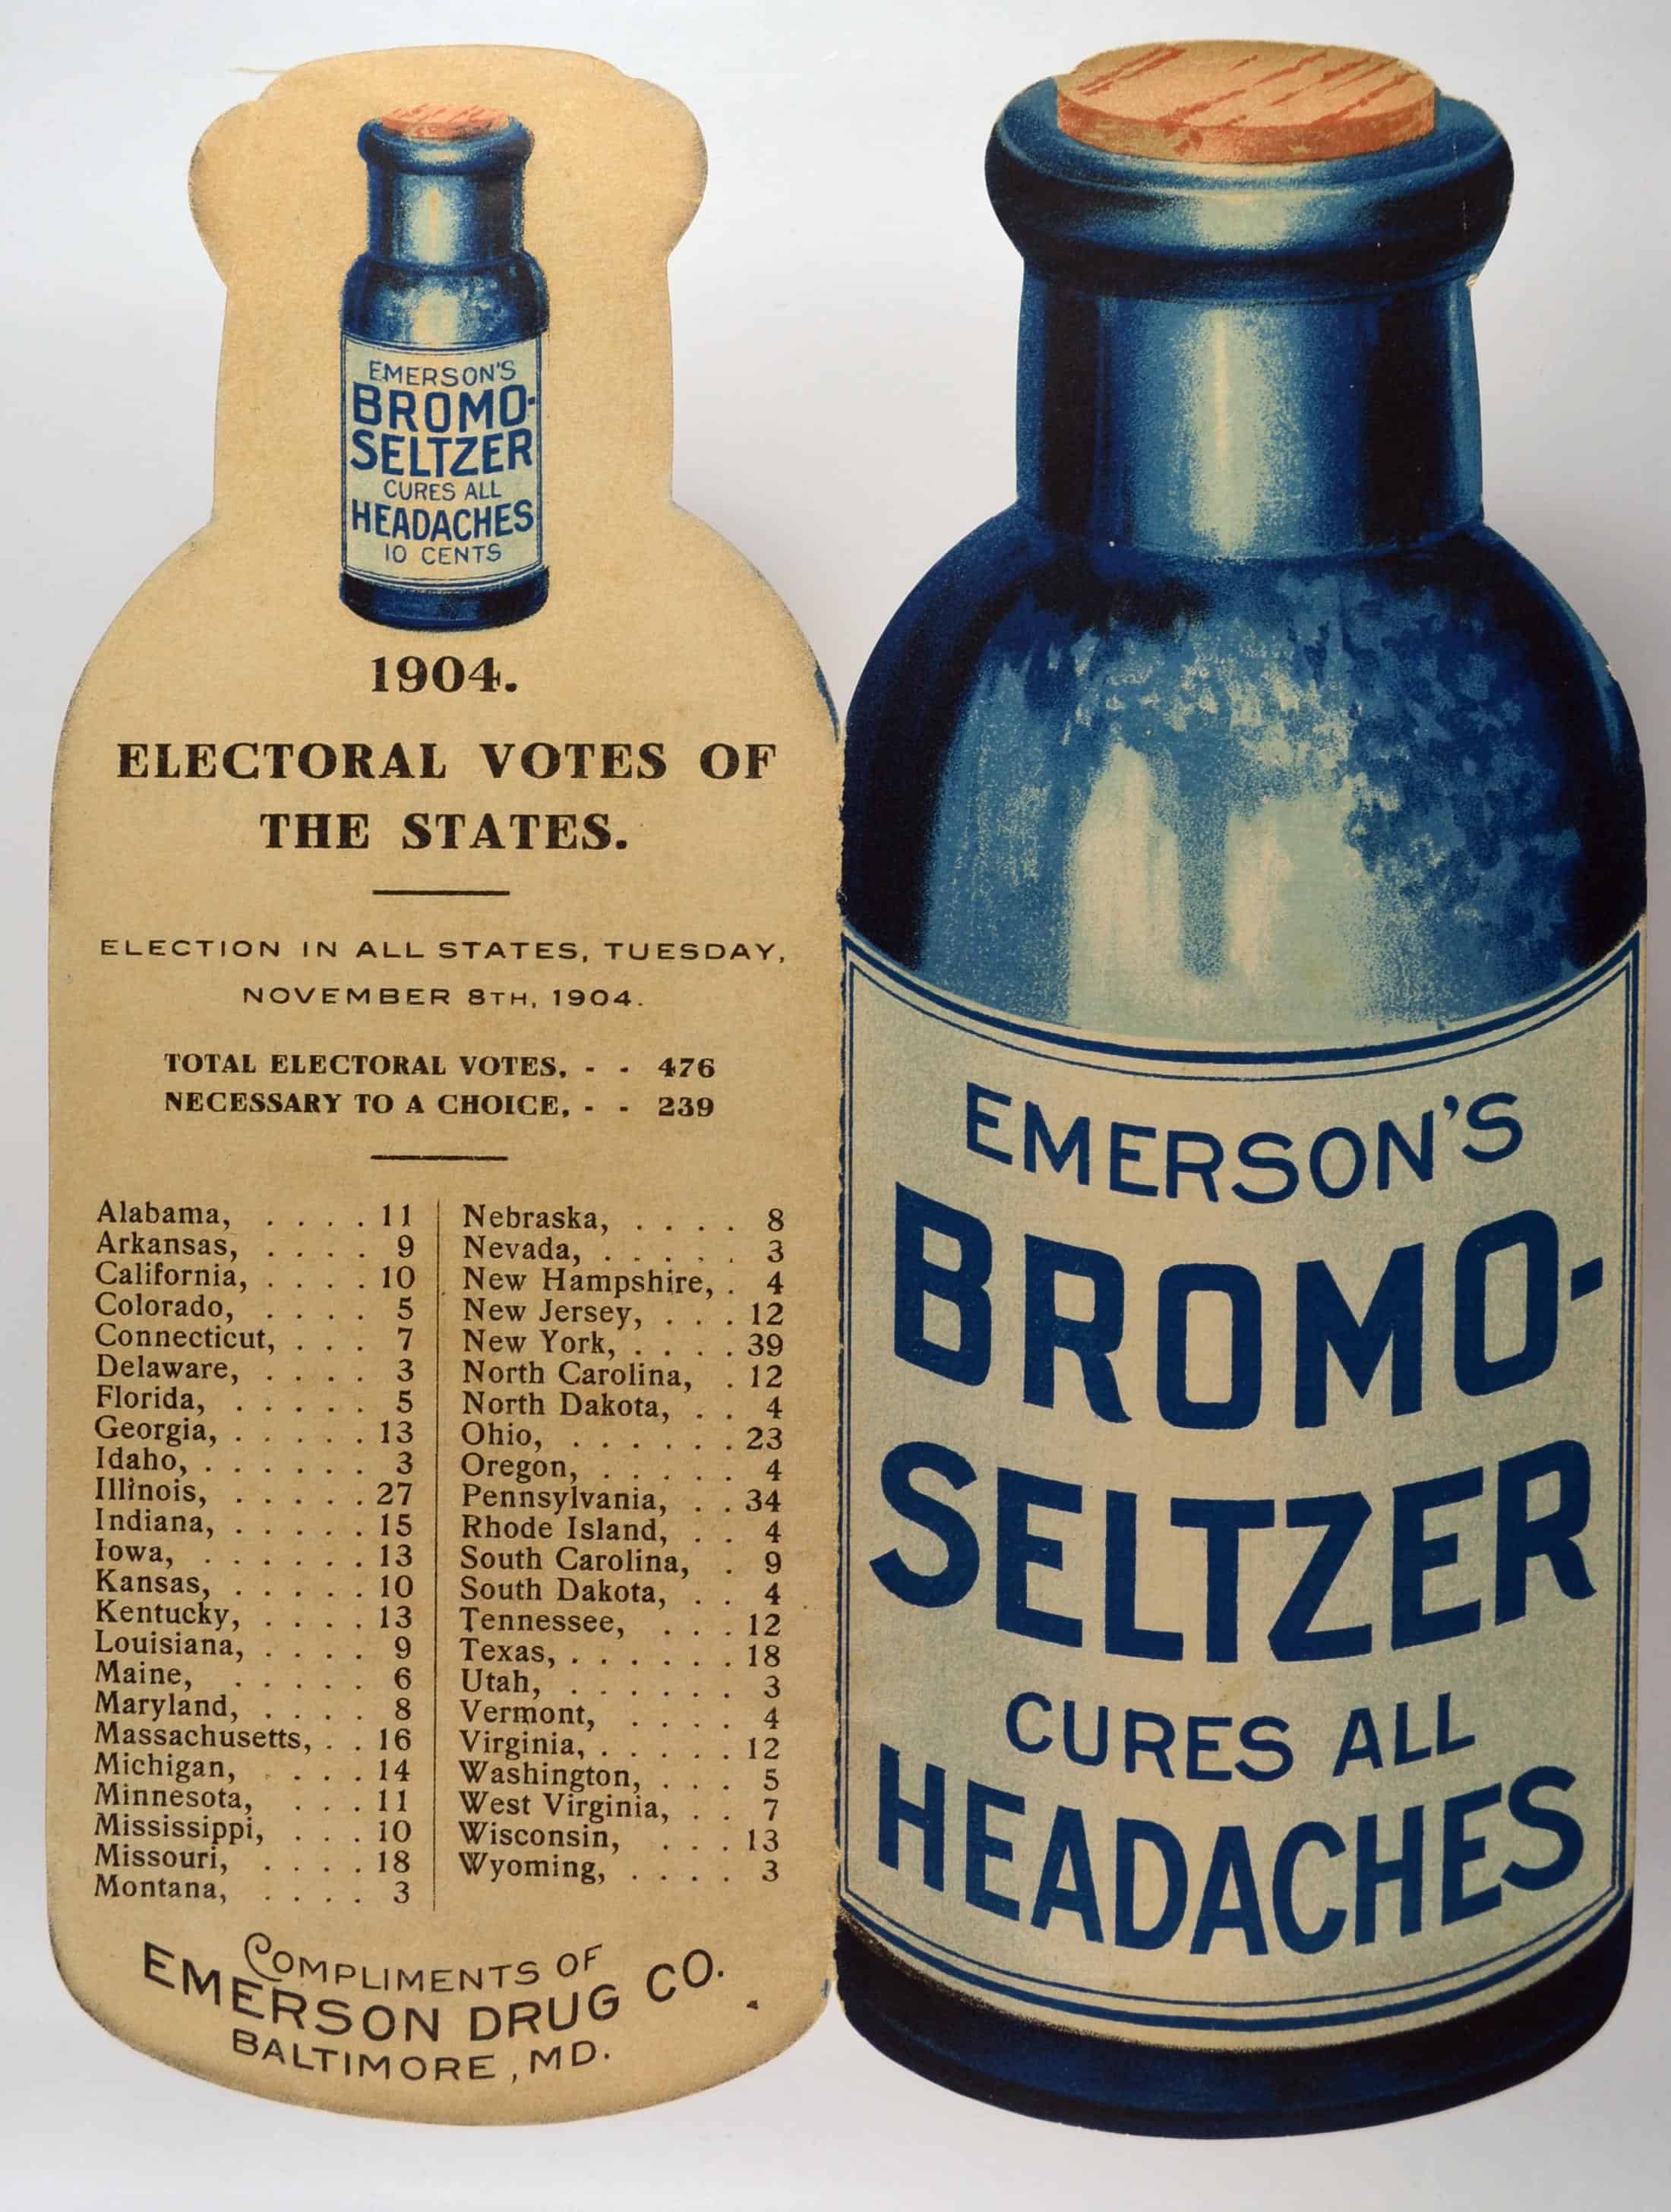 EMERSON'S
BROMO-
SELTZER
CURES ALL
HEADACHES
10 CENTS
1904.
ELECTORAL VOTES OF
THE STATES.
ELECTION IN ALL STATES, TUESDAY,
NOVEMBER 8TH, 1904.
TOTAL ELECTORAL VOTES, - - 476
NECESSARY TO A CHOICE, - - 239
Alabama, . . . . 11
Arkansas, . . . . 9
California, . . . . 10
Colorado, . . . . 5
Connecticut, . . . 7
Delaware, . . . . 3
Florida, . . . . . 5
Georgia, . . . . . 13
Idaho, . . . . . . 3
Illinois, . . . . . 27
Indiana, . . . . . 15
Iowa, . . . . . . 13
Kansas, . . . . . 10
Kentucky, . . . . 13
Louisiana, . . . . 9
Maine, . . . . . 6
Maryland, . . . . 8
Massachusetts, . . 16
Michigan, . . . . 14
Minnesota, . . . 11
Mississippi, . . . 10
Missouri, . . . . 18
Montana, . . . . 3
Nebraska, . . . . 8
Nevada, . . . . . 3
New Hampshire, . 4
New Jersey, . . . 12
New York, . . . . 39
North Carolina, . 12
North Dakota, . . 4
Ohio, . . . . . . 23
Oregon, . . . . . 4
Pennsylvania, . . 34
Rhode Island, . . 4
South Carolina, . 9
South Dakota, . . 4
Tennessee, . . . 12
Texas, . . . . . . 18
Utah, . . . . . . 3
Vermont, . . . . 4
Virginia, . . . . . 12
Washington, . . . 5
West Virginia, . . 7
Wisconsin, . . . 13
Wyoming, . . . . 3
COMPLIMENTS OF
EMERSON DRUG CO.
BALTIMORE, MD.
EMERSON'S
BROMO-
SELTZER
CURES ALL
HEADACHES